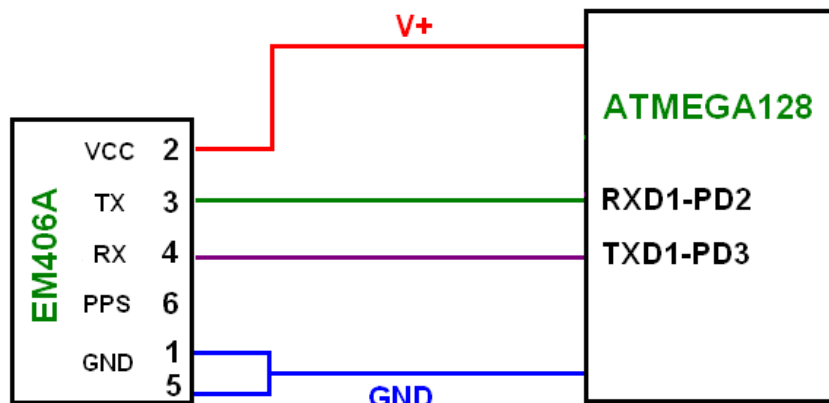 V+
ATMEGA128
EM406A
VCC 2
TX 3
RXD1-PD2
RX 4
TXD1-PD3
PPS 6
GND 1
5
GND